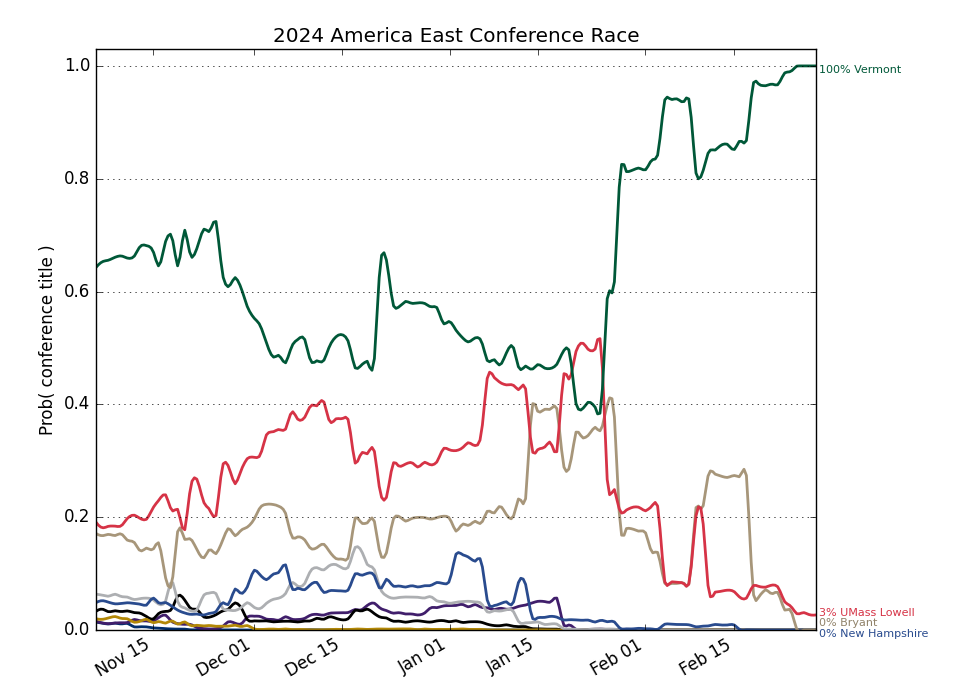 2024 America East Conference Race
Prob( conference title )
1.0
0.8
0.6
0.4
0.2
0.0
100% Vermont
3% UMass Lowell
0% Bryant
0% New Hampshire
Nov 15
Dec 01
Dec 15
Jan 01
Jan 15
Feb 01
Feb 15